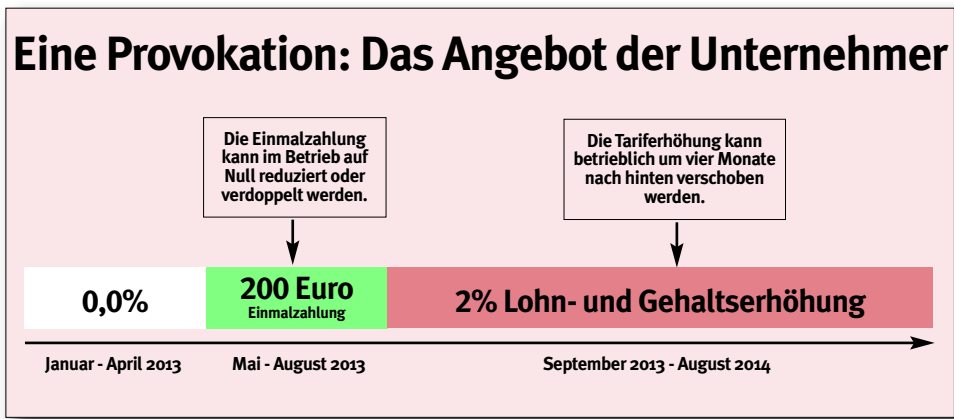 Eine Provokation: Das Angebot der Unternehmer
Die Einmalzahlung
kann im Betrieb auf
Null reduziert oder
verdoppelt werden.
Die Tariferhöhung kann
betrieblich um vier Monate
nach hinten verschoben
werden.
0,0%
200 Euro
Einmalzahlung
2% Lohn- und Gehaltserhöhung
Januar - April 2013
Mai - August 2013
September 2013 - August 2014